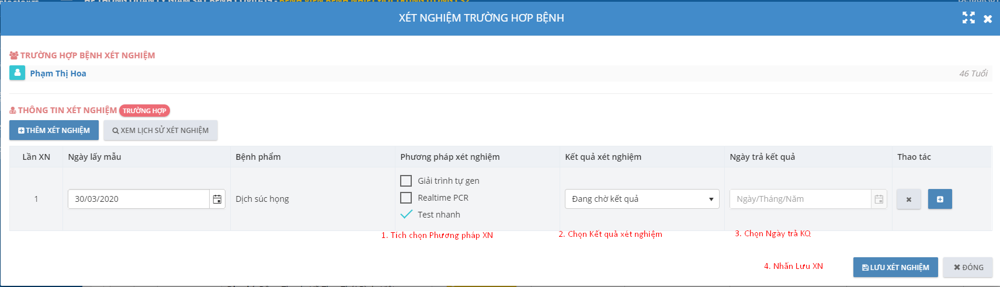 XÉT NGHIỆM TRƯỜNG HỢP BỆNH
TRƯỜNG HỢP BỆNH XÉT NGHIỆM
Phạm Thị Hoa
46 Tuổi
THÔNG TIN XÉT NGHIỆM TRƯỜNG HỢP
THÊM XÉT NGHIỆM XEM LỊCH SỬ XÉT NGHIỆM
Lần XN Ngày lấy mẫu Bệnh phẩm Phương pháp xét nghiệm Kết quả xét nghiệm Ngày trả kết quả Thao tác
Giải trình tự gen
1 30/03/2020 Dịch súc họng Realtime PCR Đang chờ kết quả Ngày/Tháng/Năm
Test nhanh
1. Tích chọn Phương pháp XN 2. Chọn Kết quả xét nghiệm 3. Chọn Ngày trả KQ
4. Nhấn Lưu XN LƯU XÉT NGHIỆM ĐÓNG